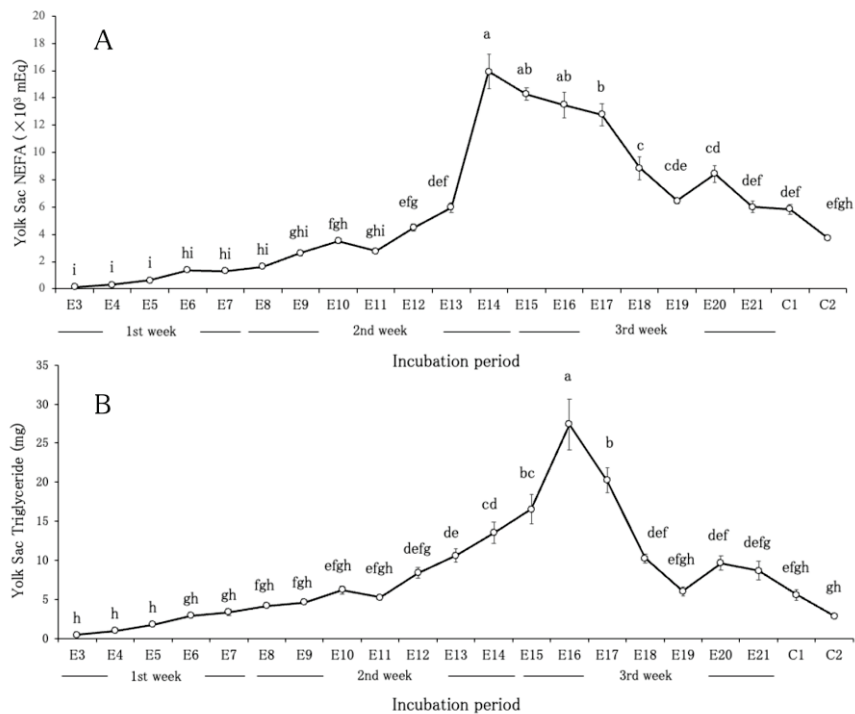 A
Yolk Sac NEFA (×10³ mEq)
20
18
16
14
12
10
8
6
4
2
0
i
i
i
hi
hi
hi
ghi
fgh
ghi
efg
def
a
ab
ab
b
c
cde
cd
def
def
efgh
E3 E4 E5 E6 E7 E8 E9 E10 E11 E12 E13 E14 E15 E16 E17 E18 E19 E20 E21 C1 C2
1st week 2nd week 3rd week
Incubation period
B
Yolk Sac Triglyceride (mg)
35
30
25
20
15
10
5
0
h
h
h
gh
gh
fgh
fgh
efgh
efgh
defg
de
cd
bc
a
b
def
efgh
def
defg
efgh
gh
E3 E4 E5 E6 E7 E8 E9 E10 E11 E12 E13 E14 E15 E16 E17 E18 E19 E20 E21 C1 C2
1st week 2nd week 3rd week
Incubation period